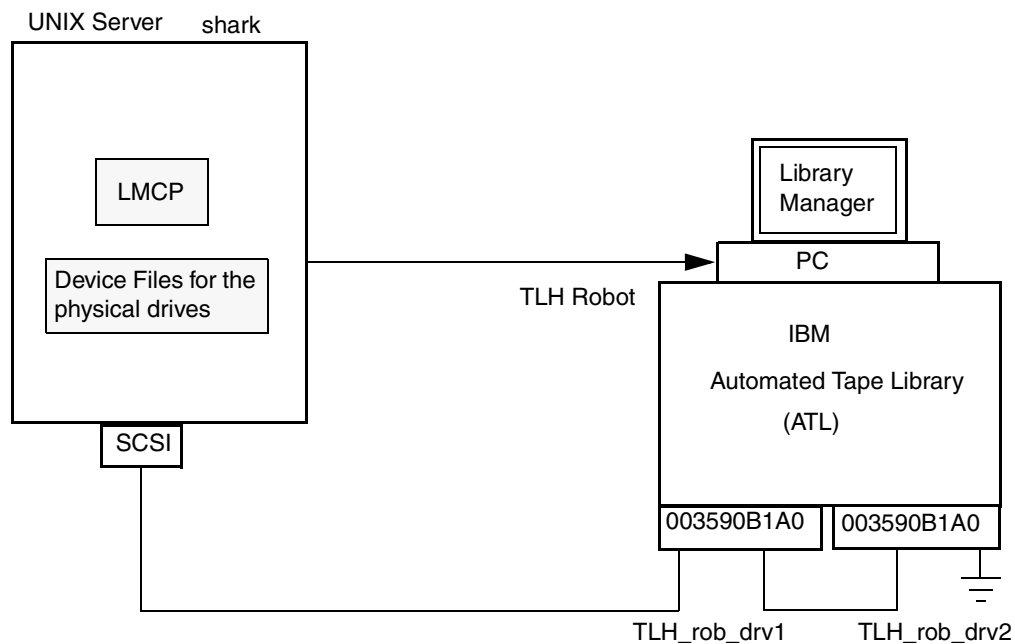 UNIX Server shark
LMCP
Device Files for the
physical drives
SCSI
TLH Robot
Library
Manager
PC
IBM
Automated Tape Library
(ATL)
003590B1A0 003590B1A0
TLH_rob_drv1 TLH_rob_drv2